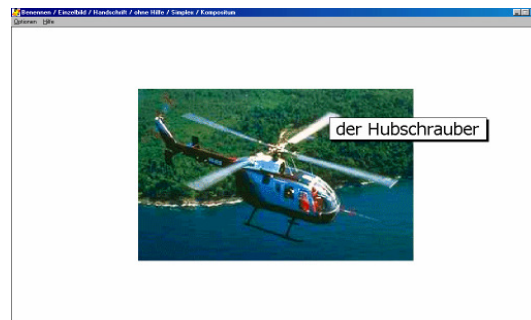 Benennen / Einzelbild / Handschrift / ohne Hilfe / Simplex / Kompositum
Optionen Hilfe
der Hubschrauber